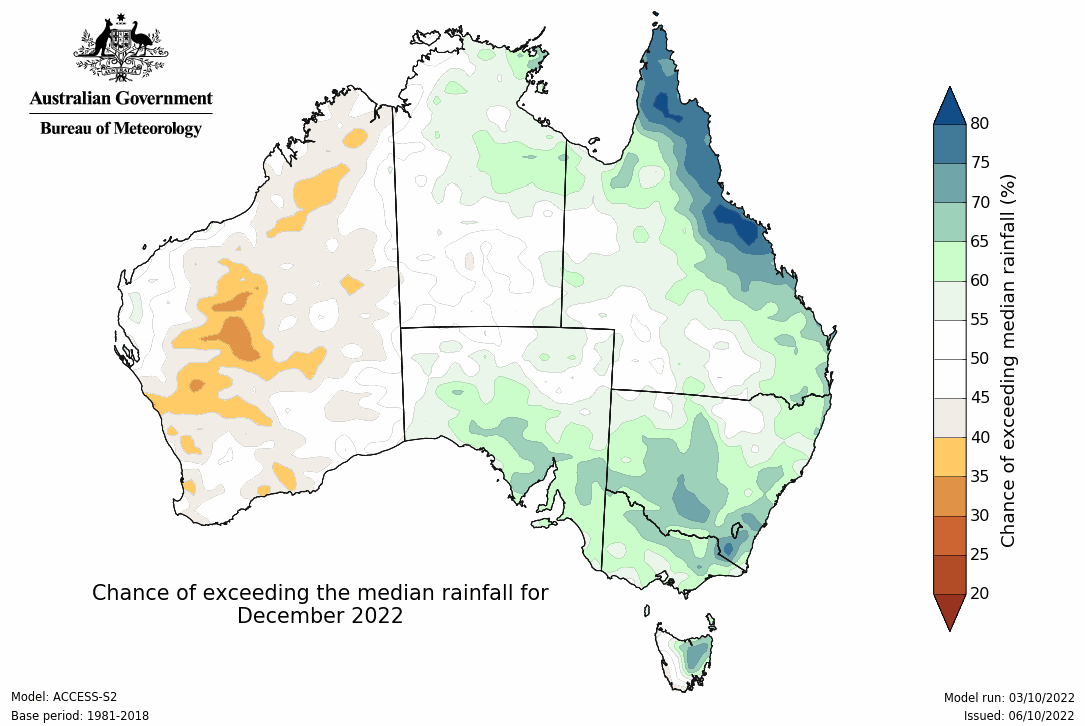 AUSTRALIA
Australian Government
Bureau of Meteorology
80
75
70
65
60
55
50
45
40
35
30
25
20
Chance of exceeding median rainfall (%)
Chance of exceeding the median rainfall for
December 2022
Model: ACCESS-S2
Base period: 1981-2018
Model run: 03/10/2022
Issued: 06/10/2022